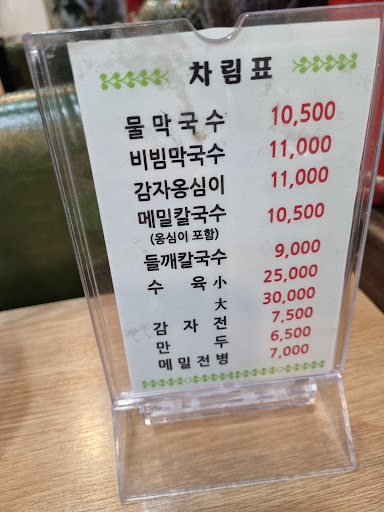 차림표
물막국수 10,500
비빔막국수 11,000
감자옹심이 11,000
메밀칼국수 10,500
(옹심이 포함)
들깨칼국수 9,000
수육 小 25,000
大 30,000
감자전 7,500
만두 6,500
메밀전병 7,000